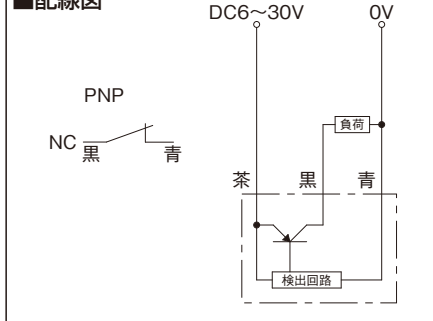 ■配線図
DC6〜30V 0V
PNP
負荷
NC 黒 青
茶 黒 青
検出回路